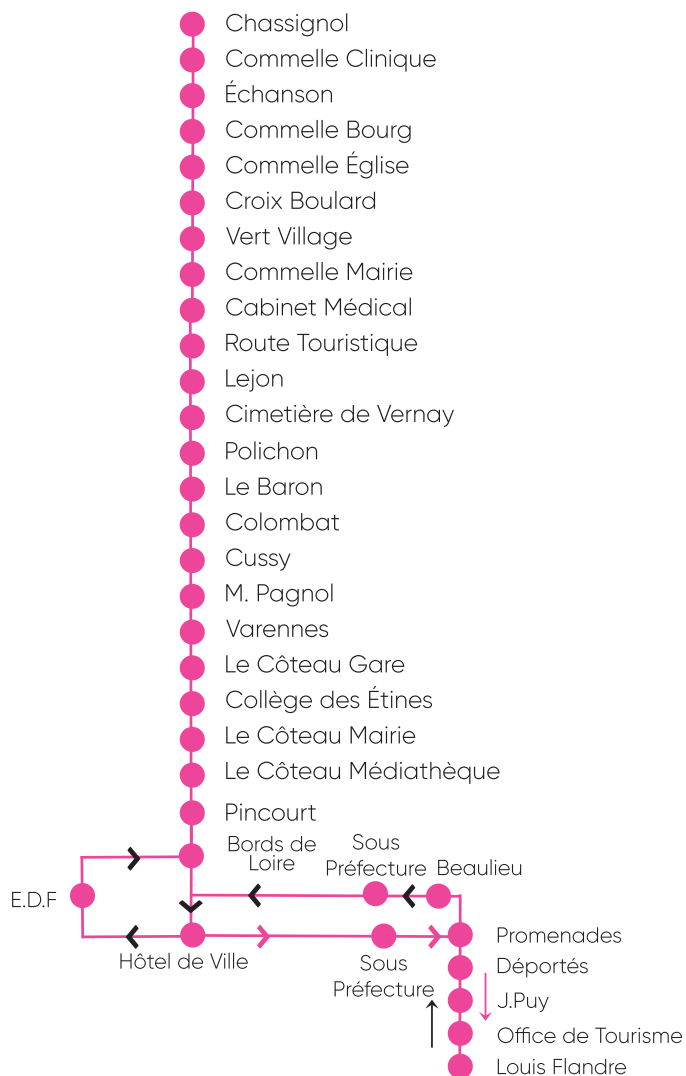 Chassignol
Commelle Clinique
Échanson
Commelle Bourg
Commelle Église
Croix Boulard
Vert Village
Commelle Mairie
Cabinet Médical
Route Touristique
Lejon
Cimetière de Vernay
Polichon
Le Baron
Colombat
Cussy
M. Pagnol
Varennes
Le Côteau Gare
Collège des Étines
Le Côteau Mairie
Le Côteau Médiathèque
Pincourt
Bords de
Loire
Sous
Préfecture
Beaulieu
E.D.F
Hôtel de Ville
Sous
Préfecture
Promenades
Déportés
J.Puy
Office de Tourisme
Louis Flandre